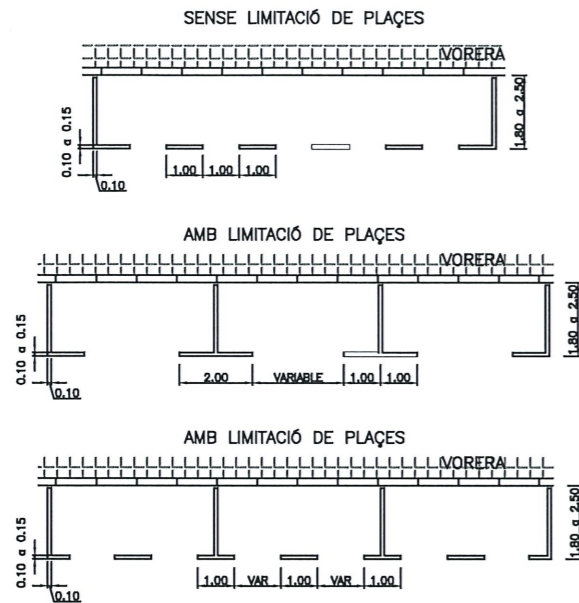 SENSE LIMITACIÓ DE PLAÇES
VORERA
1.80 a 2.50
0.10 a 0.15
1.00 1.00 1.00
0.10
AMB LIMITACIÓ DE PLAÇES
VORERA
1.80 a 2.50
0.10 a 0.15
2.00 VARIABLE 1.00 1.00
0.10
AMB LIMITACIÓ DE PLAÇES
VORERA
1.80 a 2.50
0.10 a 0.15
1.00 VAR 1.00 VAR 1.00
0.10